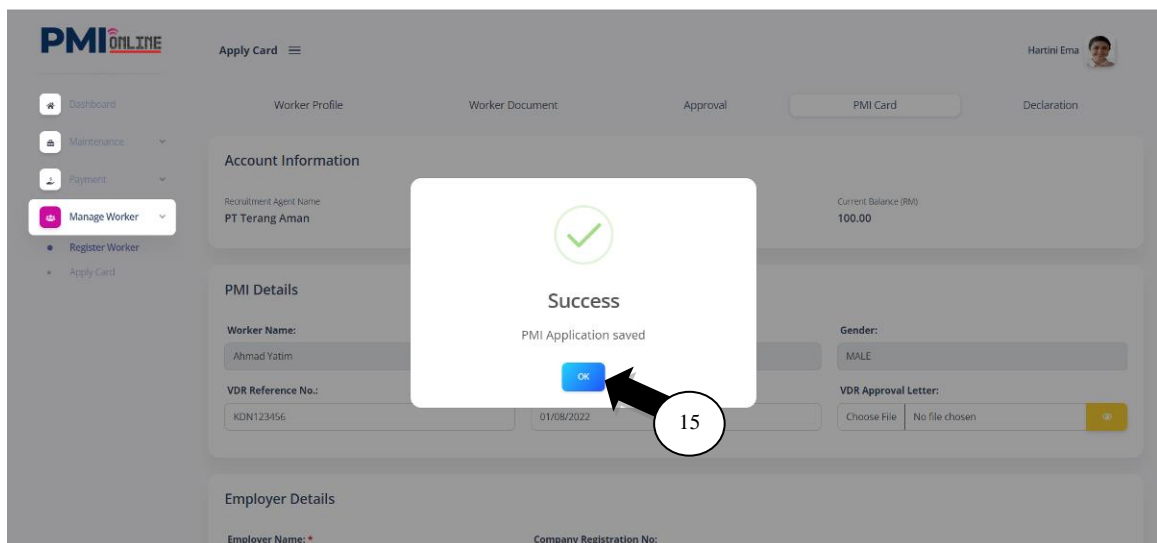 PMI ONLINE
Apply Card
Hartini Ema
Dashboard
Maintenance
Payment
Manage Worker
Register Worker
Apply Card
Worker Profile
Worker Document
Approval
PMI Card
Declaration
Account Information
Recruitment Agent Name
PT Terang Aman
Current Balance (RM)
100.00
PMI Details
Worker Name:
Ahmad Yatim
Gender:
MALE
VDR Reference No.:
KDN123456
01/08/2022
VDR Approval Letter:
Choose File No file chosen
Success
PMI Application saved
OK
15
Employer Details
Employer Name: *
Company Registration No: